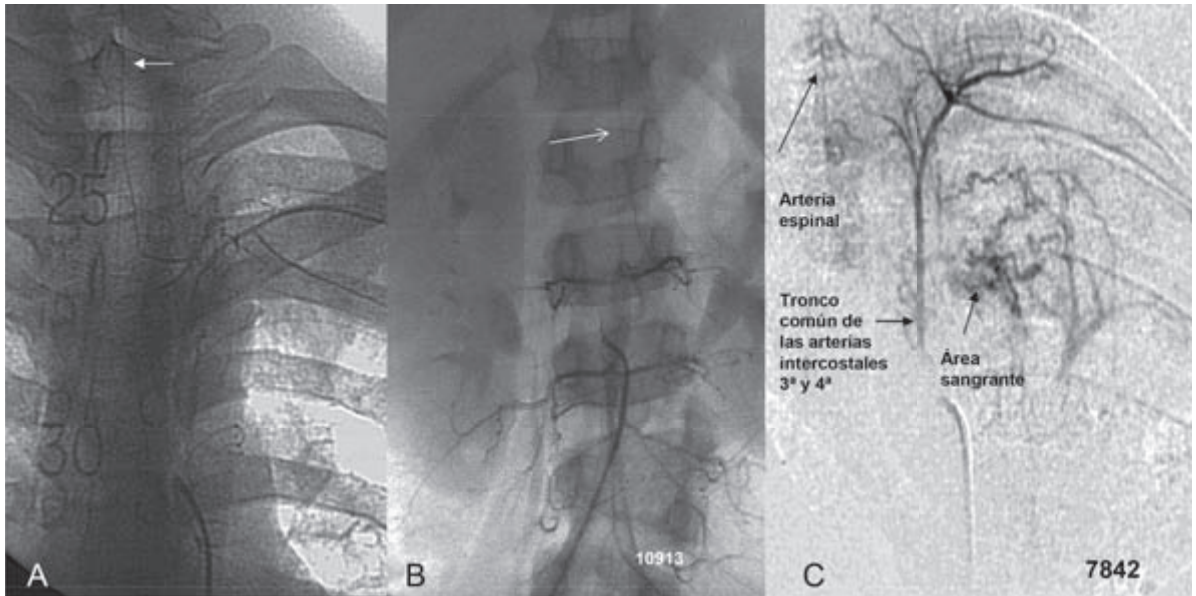 25
30
A
10913
B
Arteria
espinal
Tronco
común de
las arterias
intercostales
3ª y 4ª
Área
sangrante
C
7842